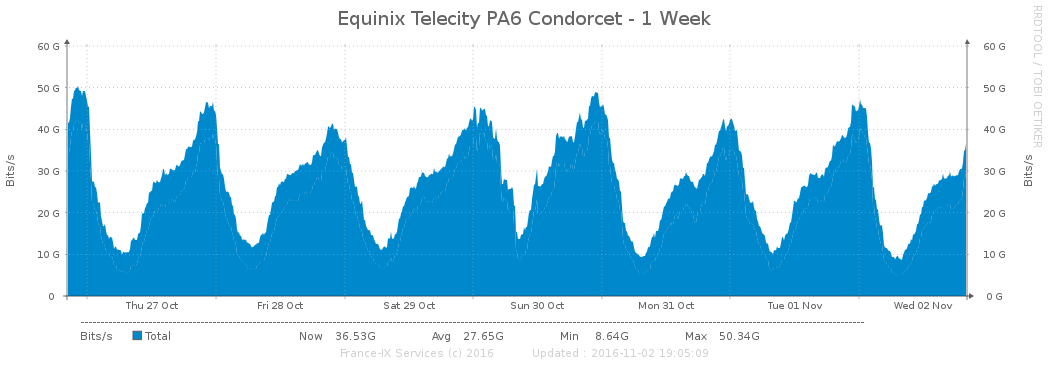 Equinix Telecity PA6 Condorcet - 1 Week
RRDTOOL / TOBI OETIKER
60 G 60 G
50 G 50 G
40 G 40 G
30 G 30 G
20 G 20 G
10 G 10 G
0 0 G
Bits/s
Bits/s
Thu 27 Oct Fri 28 Oct Sat 29 Oct Sun 30 Oct Mon 31 Oct Tue 01 Nov Wed 02 Nov
Bits/s Total Now 36.53G Avg 27.65G Min 8.64G Max 50.34G
France-IX Services (c) 2016 Updated : 2016-11-02 19:05:09